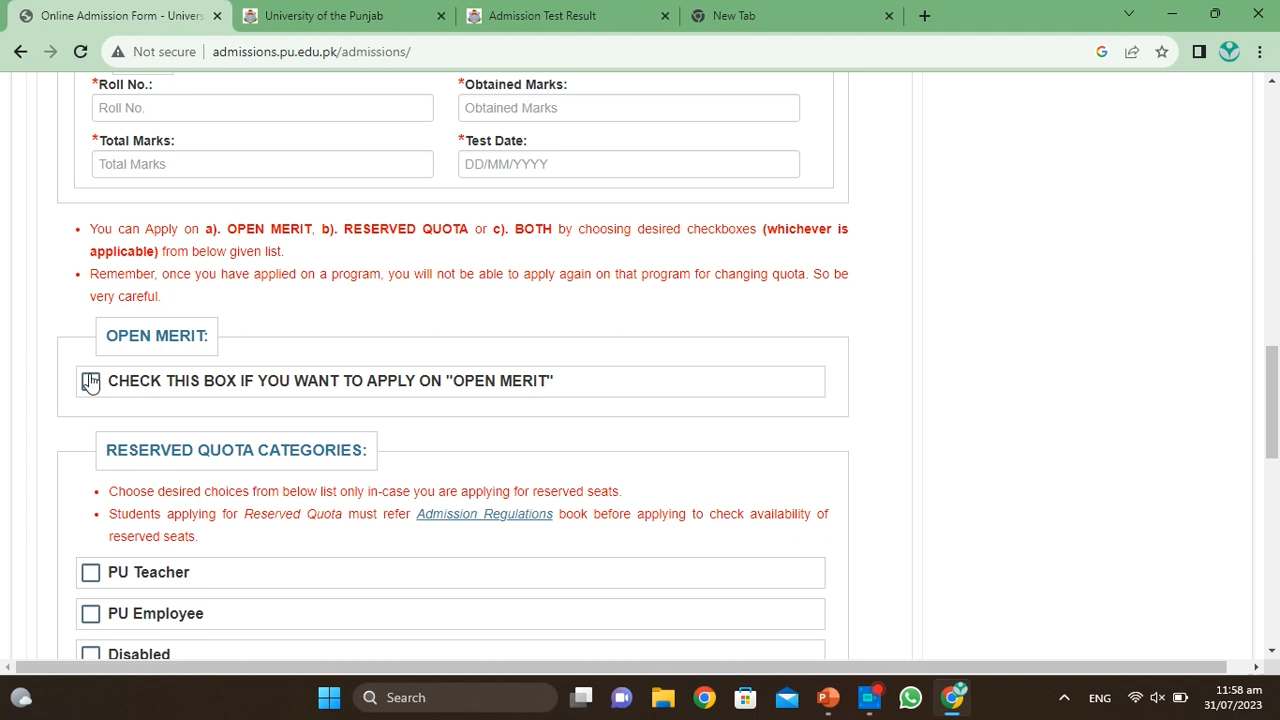 Online Admission Form - Univers
University of the Punjab
Admission Test Result
New Tab
Not secure
admissions.pu.edu.pk/admissions/
*Roll No.:
*Obtained Marks:
Roll No.
Obtained Marks
*Total Marks:
*Test Date:
Total Marks
DD/MM/YYYY
• You can Apply on a). OPEN MERIT, b). RESERVED QUOTA or c). BOTH by choosing desired checkboxes (whichever is
applicable) from below given list.
• Remember, once you have applied on a program, you will not be able to apply again on that program for changing quota. So be
very careful.
OPEN MERIT:
CHECK THIS BOX IF YOU WANT TO APPLY ON "OPEN MERIT"
RESERVED QUOTA CATEGORIES:
• Choose desired choices from below list only in-case you are applying for reserved seats.
• Students applying for Reserved Quota must refer Admission Regulations book before applying to check availability of
reserved seats.
PU Teacher
PU Employee
Disabled
Search
ENG
11:58 am
31/07/2023